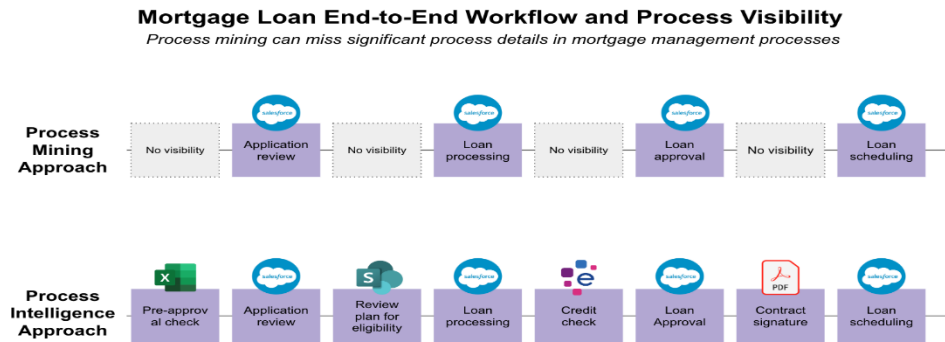 Mortgage Loan End-to-End Workflow and Process Visibility
Process mining can miss significant process details in mortgage management processes
Process
Mining
Approach
No visibility
salesforce
Application
review
No visibility
salesforce
Loan
processing
No visibility
salesforce
Loan
approval
No visibility
salesforce
Loan
scheduling
Process
Intelligence
Approach
X
Pre-approv
al check
salesforce
Application
review
S
Review
plan for
eligibility
salesforce
Loan
processing
e
Credit
check
salesforce
Loan
Approval
PDF
Contract
signature
salesforce
Loan
scheduling